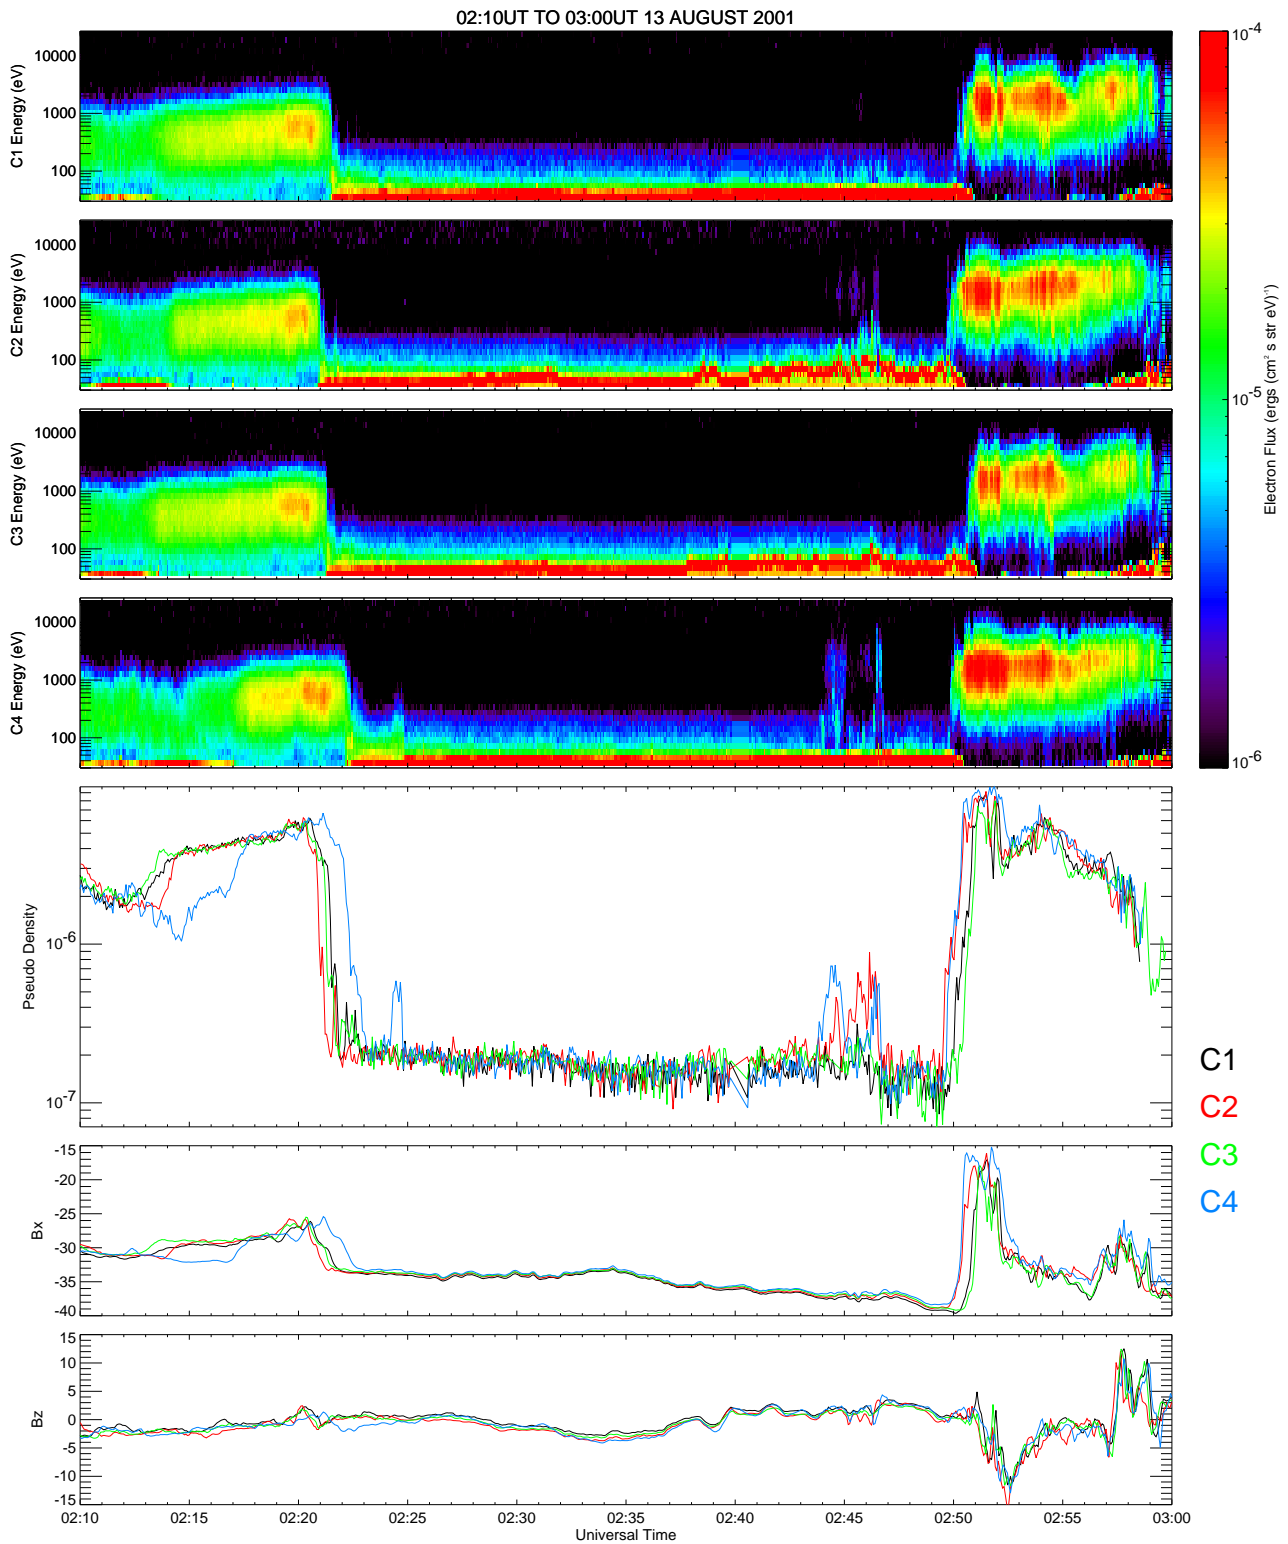 02:10UT TO 03:00UT 13 AUGUST 2001
C1 Energy (eV)
10000
1000
100
C2 Energy (eV)
10000
1000
100
C3 Energy (eV)
10000
1000
100
C4 Energy (eV)
10000
1000
100
10-4
10-5
10-6
Electron Flux (ergs (cm² s str eV)⁻¹)
Pseudo Density
10-6
10-7
C1
C2
C3
C4
Bx
-15
-20
-25
-30
-35
-40
Bz
15
10
5
0
-5
-10
-15
02:10 02:15 02:20 02:25 02:30 02:35 02:40 02:45 02:50 02:55 03:00
Universal Time